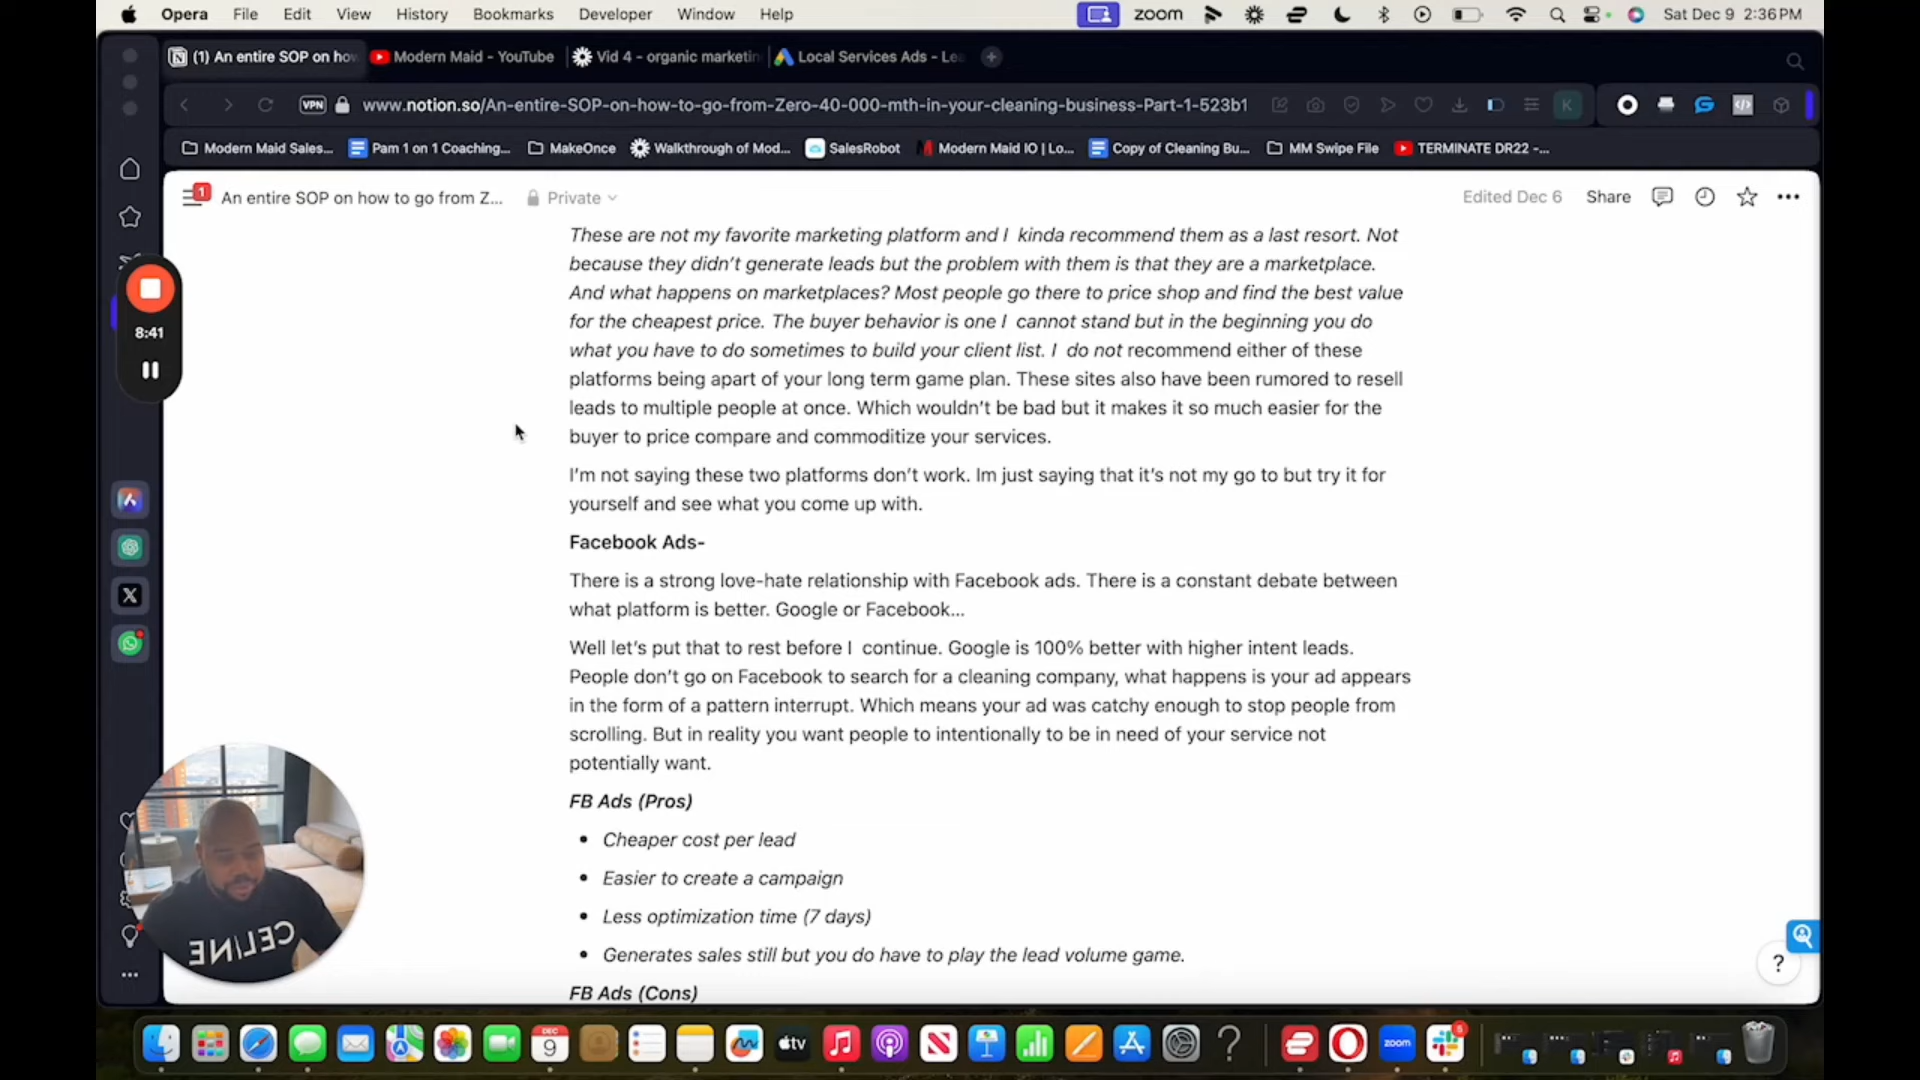 Opera File Edit View History Bookmarks Developer Window Help zoom Sat Dec 9 2:36 PM
(1) An entire SOP on how Modern Maid - YouTube Vid 4 - organic marketin Local Services Ads - Le
VPN www.notion.so/An-entire-SOP-on-how-to-go-from-Zero-40-000-mth-in-your-cleaning-business-Part-1-523b1 K
Modern Maid Sales... Pam 1 on 1 Coaching... MakeOnce Walkthrough of Mod... SalesRobot Modern Maid IO | Lo... Copy of Cleaning Bu... MM Swipe File TERMINATE DR22 -...
1 An entire SOP on how to go from Z... Private Edited Dec 6 Share
These are not my favorite marketing platform and I kinda recommend them as a last resort. Not
because they didn't generate leads but the problem with them is that they are a marketplace.
And what happens on marketplaces? Most people go there to price shop and find the best value
for the cheapest price. The buyer behavior is one I cannot stand but in the beginning you do
what you have to do sometimes to build your client list. I do not recommend either of these
platforms being apart of your long term game plan. These sites also have been rumored to resell
leads to multiple people at once. Which wouldn't be bad but it makes it so much easier for the
buyer to price compare and commoditize your services.
8:41
I'm not saying these two platforms don't work. Im just saying that it's not my go to but try it for
yourself and see what you come up with.
Facebook Ads-
There is a strong love-hate relationship with Facebook ads. There is a constant debate between
what platform is better. Google or Facebook...
Well let's put that to rest before I continue. Google is 100% better with higher intent leads.
People don't go on Facebook to search for a cleaning company, what happens is your ad appears
in the form of a pattern interrupt. Which means your ad was catchy enough to stop people from
scrolling. But in reality you want people to intentionally to be in need of your service not
potentially want.
FB Ads (Pros)
• Cheaper cost per lead
• Easier to create a campaign
• Less optimization time (7 days)
• Generates sales still but you do have to play the lead volume game.
FB Ads (Cons)
CELINE
?
DEC 9 tv zoom 5